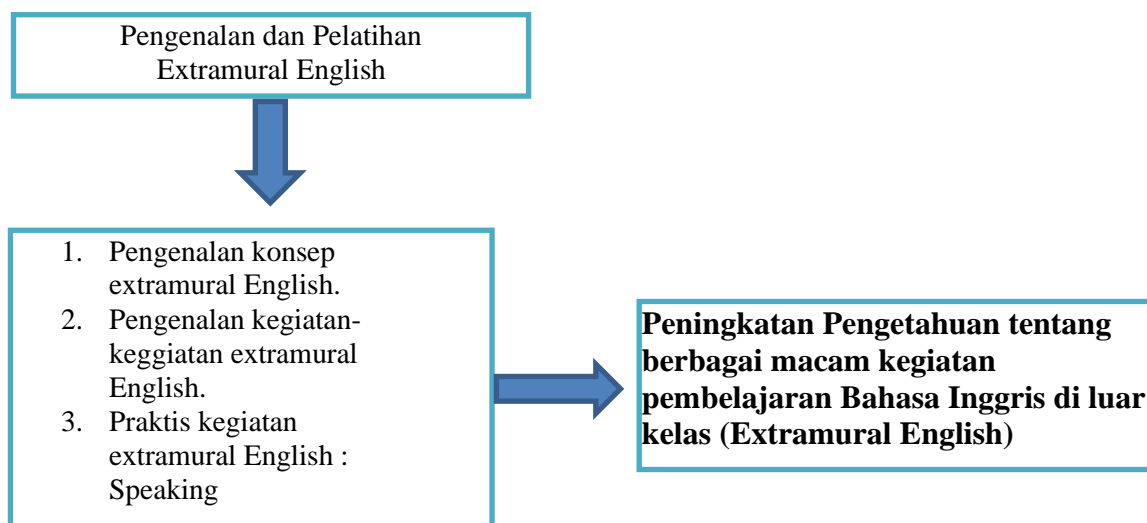 Pengenalan dan Pelatihan
Extramural English
1. Pengenalan konsep
extramural English.
2. Pengenalan kegiatan-
keggiatan extramural
English.
3. Praktis kegiatan
extramural English :
Speaking
Peningkatan Pengetahuan tentang
berbagai macam kegiatan
pembelajaran Bahasa Inggris di luar
kelas (Extramural English)